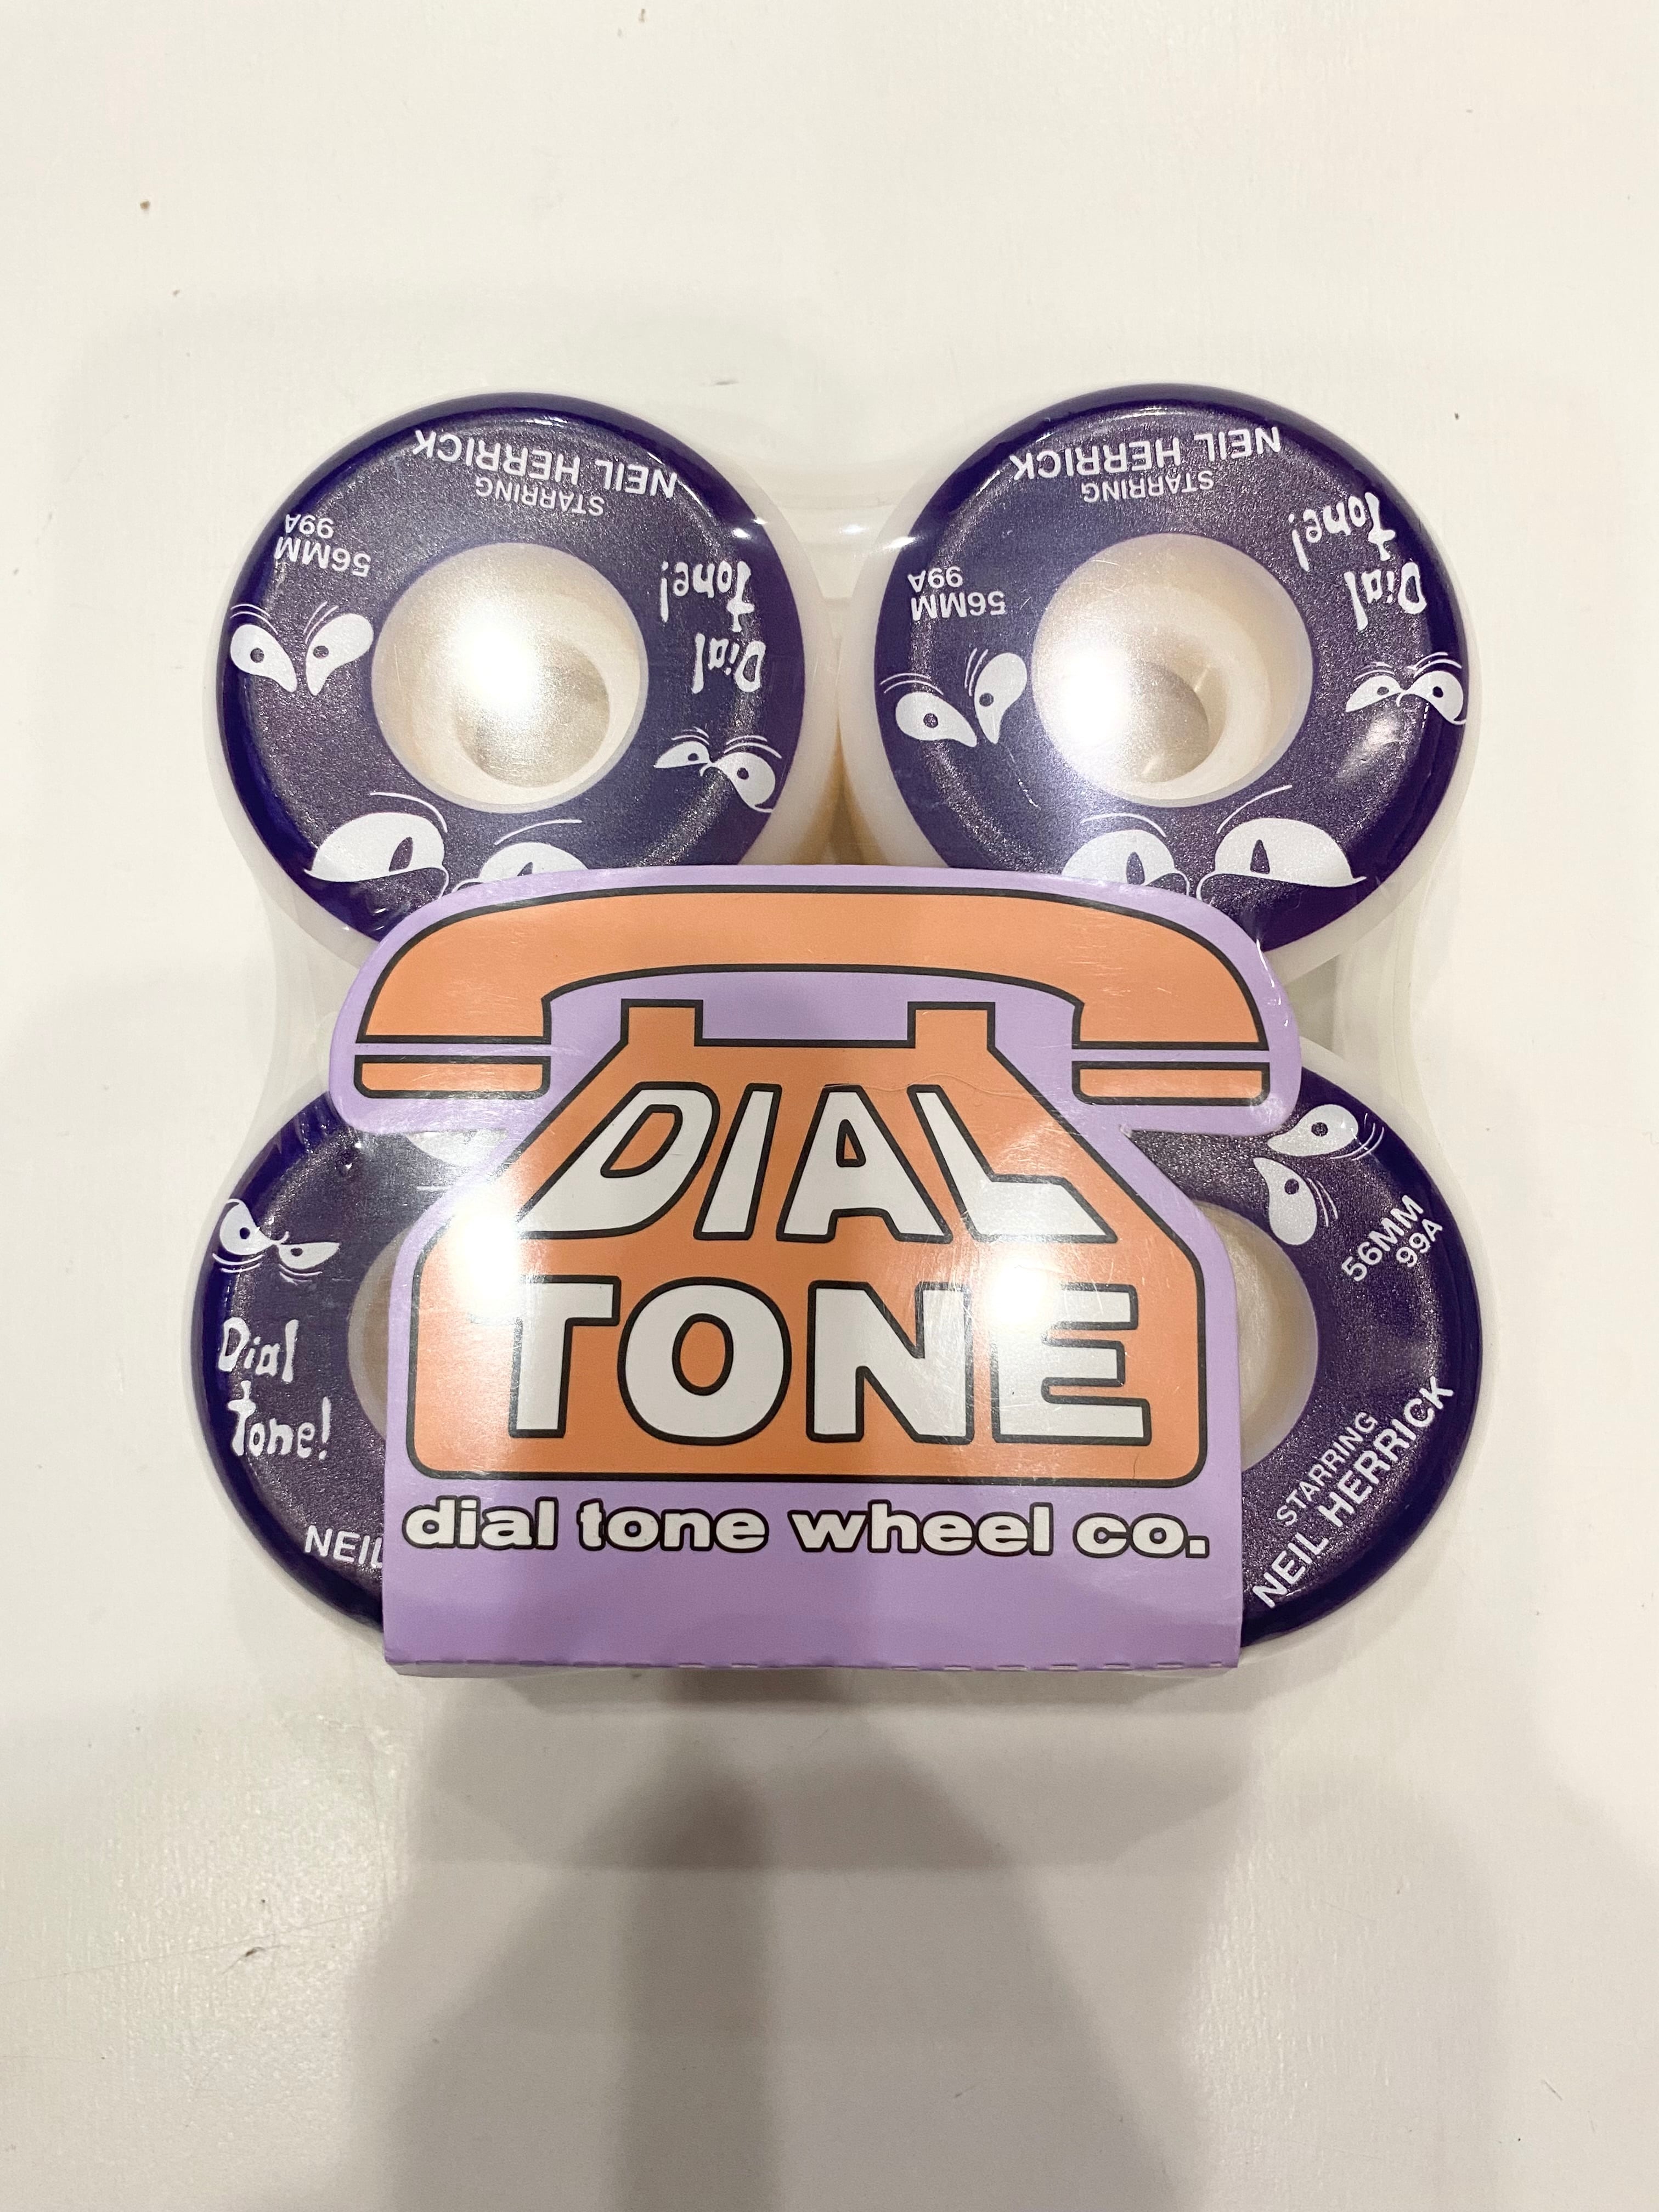 NEIL HERRICK
STARRING
56MM
99A
Dial
tone!
NEIL HERRICK
STARRING
56MM
99A
Dial
tone!
DIAL
TONE
dial tone wheel co.
Dial
tone!
NEIL
56MM
99A
STARRING
NEIL HERRICK